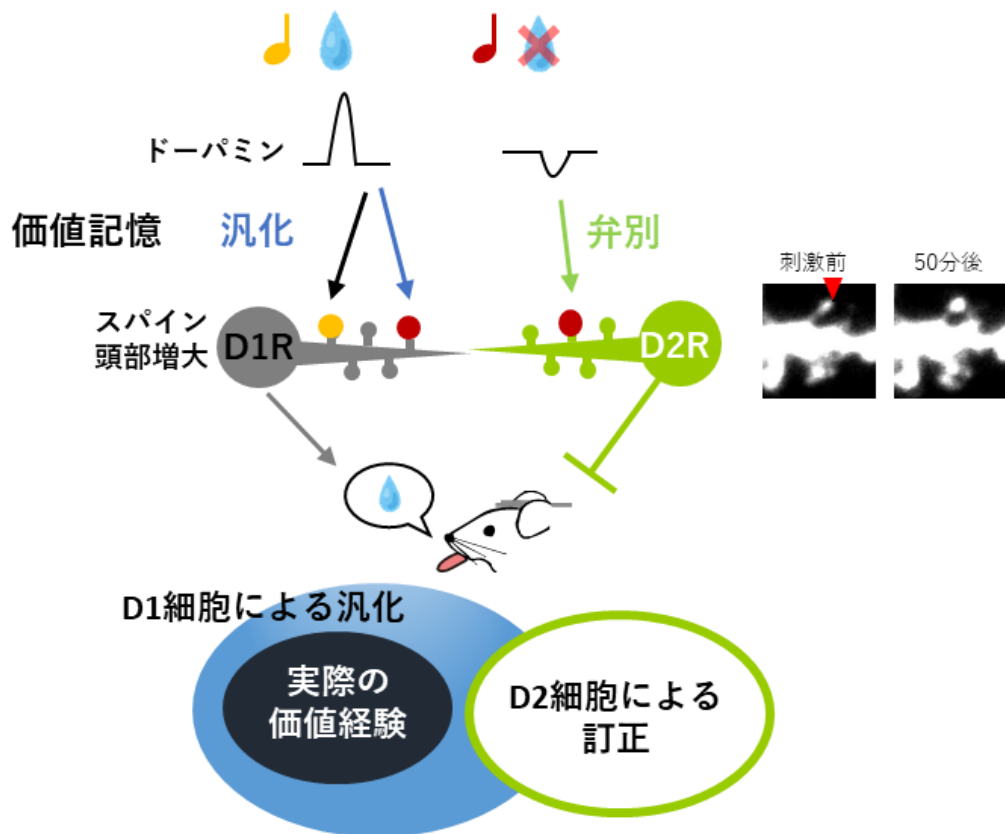 ドーパミン
価値記憶
汎化
弁別
刺激前
50分後
スパイン
頭部増大
D1R
D2R
D1細胞による汎化
実際の
価値経験
D2細胞による
訂正